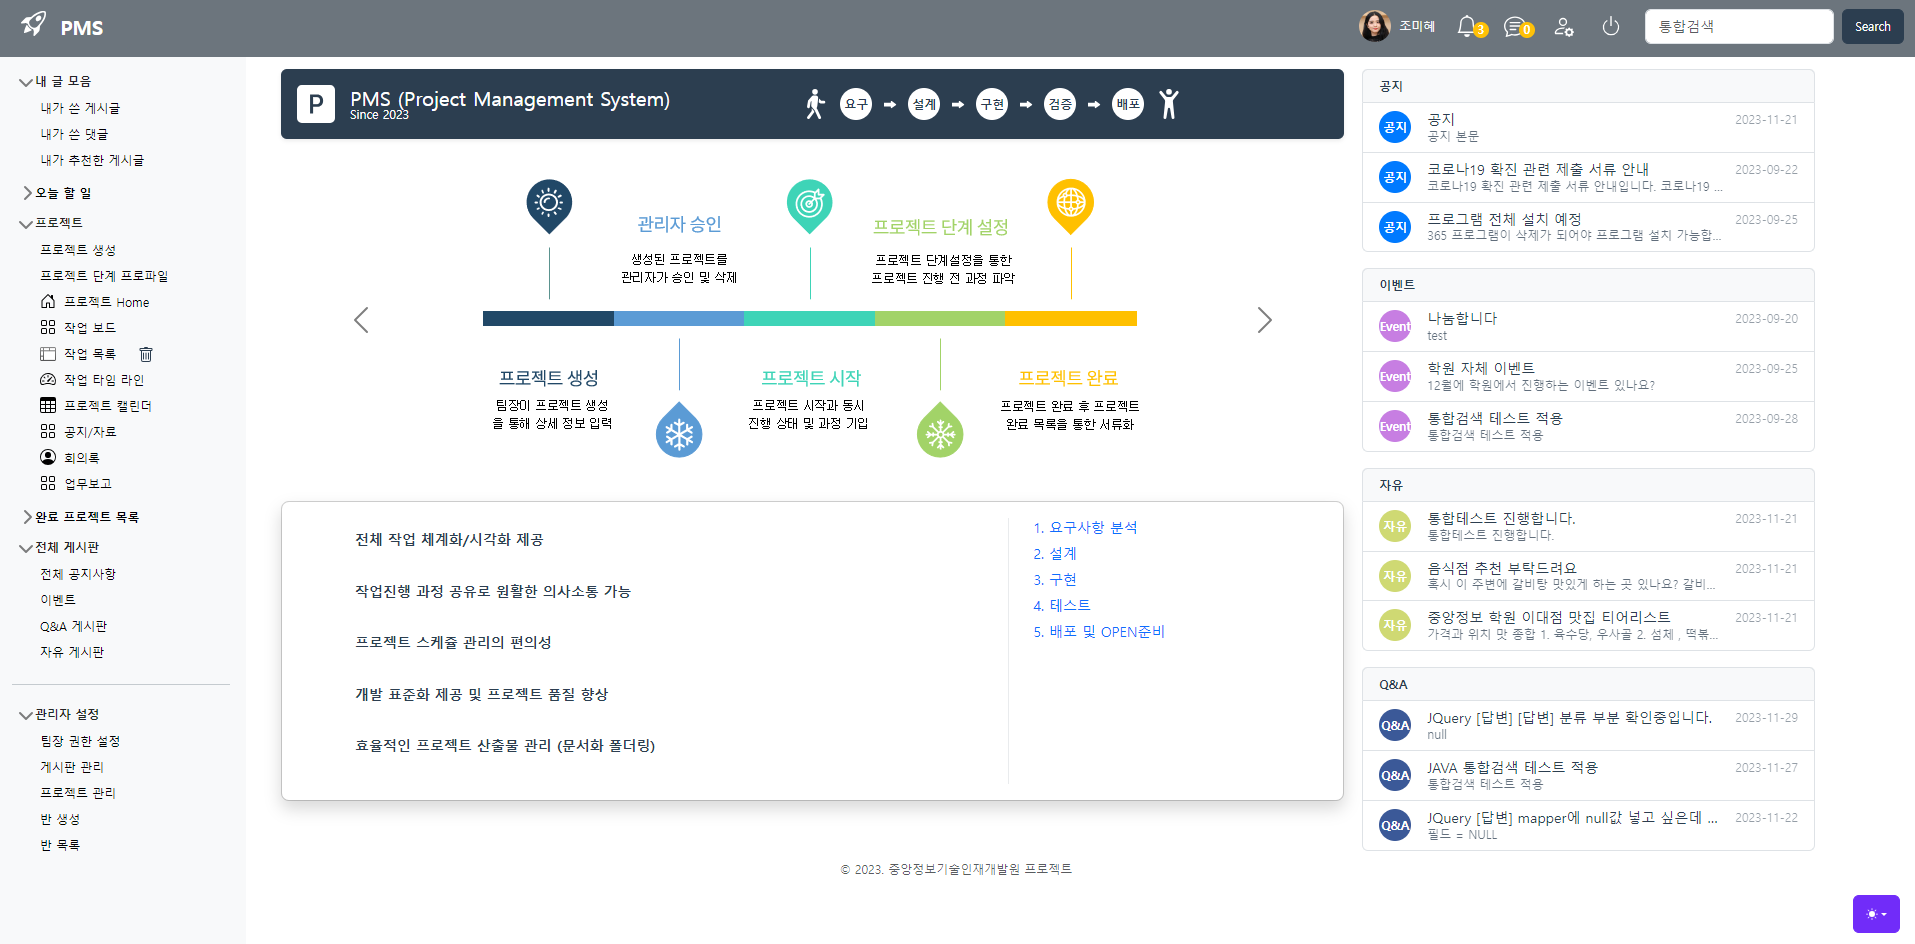 PMS
조미혜
3
0
통합검색
Search
내 글 모음
내가 쓴 게시글
내가 쓴 댓글
내가 추천한 게시글
오늘 할 일
프로젝트
프로젝트 생성
프로젝트 단계 프로파일
프로젝트 Home
작업 보드
작업 목록
작업 타임 라인
프로젝트 캘린더
공지/자료
회의록
업무보고
완료 프로젝트 목록
전체 게시판
전체 공지사항
이벤트
Q&A 게시판
자유 게시판
관리자 설정
팀장 권한 설정
게시판 관리
프로젝트 관리
반 생성
반 목록
P
PMS (Project Management System)
Since 2023
요구
설계
구현
검증
배포
관리자 승인
생성된 프로젝트를
관리자가 승인 및 삭제
프로젝트 단계 설정
프로젝트 단계설정을 통한
프로젝트 진행 전 과정 파악
프로젝트 생성
팀장이 프로젝트 생성
을 통해 상세 정보 입력
프로젝트 시작
프로젝트 시작과 동시
진행 상태 및 과정 기입
프로젝트 완료
프로젝트 완료 후 프로젝트
완료 목록을 통한 서류화
전체 작업 체계화/시각화 제공
작업진행 과정 공유로 원활한 의사소통 가능
프로젝트 스케쥴 관리의 편의성
개발 표준화 제공 및 프로젝트 품질 향상
효율적인 프로젝트 산출물 관리 (문서화 폴더링)
1. 요구사항 분석
2. 설계
3. 구현
4. 테스트
5. 배포 및 OPEN준비
공지
공지
공지
2023-11-21
공지 본문
공지
코로나19 확진 관련 제출 서류 안내
2023-09-22
코로나19 확진 관련 제출 서류 안내입니다. 코로나19 ...
공지
프로그램 전체 설치 예정
2023-09-25
365 프로그램이 삭제가 되어야 프로그램 설치 가능합...
이벤트
Event
나눔합니다
2023-09-20
test
Event
학원 자체 이벤트
2023-09-25
12월에 학원에서 진행하는 이벤트 있나요?
Event
통합검색 테스트 적용
2023-09-28
통합검색 테스트 적용
자유
자유
통합테스트 진행합니다.
2023-11-21
통합테스트 진행합니다.
자유
음식점 추천 부탁드려요
2023-11-21
혹시 이 주변에 갈비탕 맛있게 하는 곳 있나요? 갈비...
자유
중앙정보 학원 이대점 맛집 티어리스트
2023-11-21
가격과 위치 맛 종합 1. 육수당, 우사골 2. 섬체 , 떡볶...
Q&A
Q&A
JQuery [답변] [답변] 분류 부분 확인중입니다.
2023-11-29
null
Q&A
JAVA 통합검색 테스트 적용
2023-11-27
통합검색 테스트 적용
Q&A
JQuery [답변] mapper에 null값 넣고 싶은데 ...
2023-11-22
필드 = NULL
© 2023. 중앙정보기술인재개발원 프로젝트